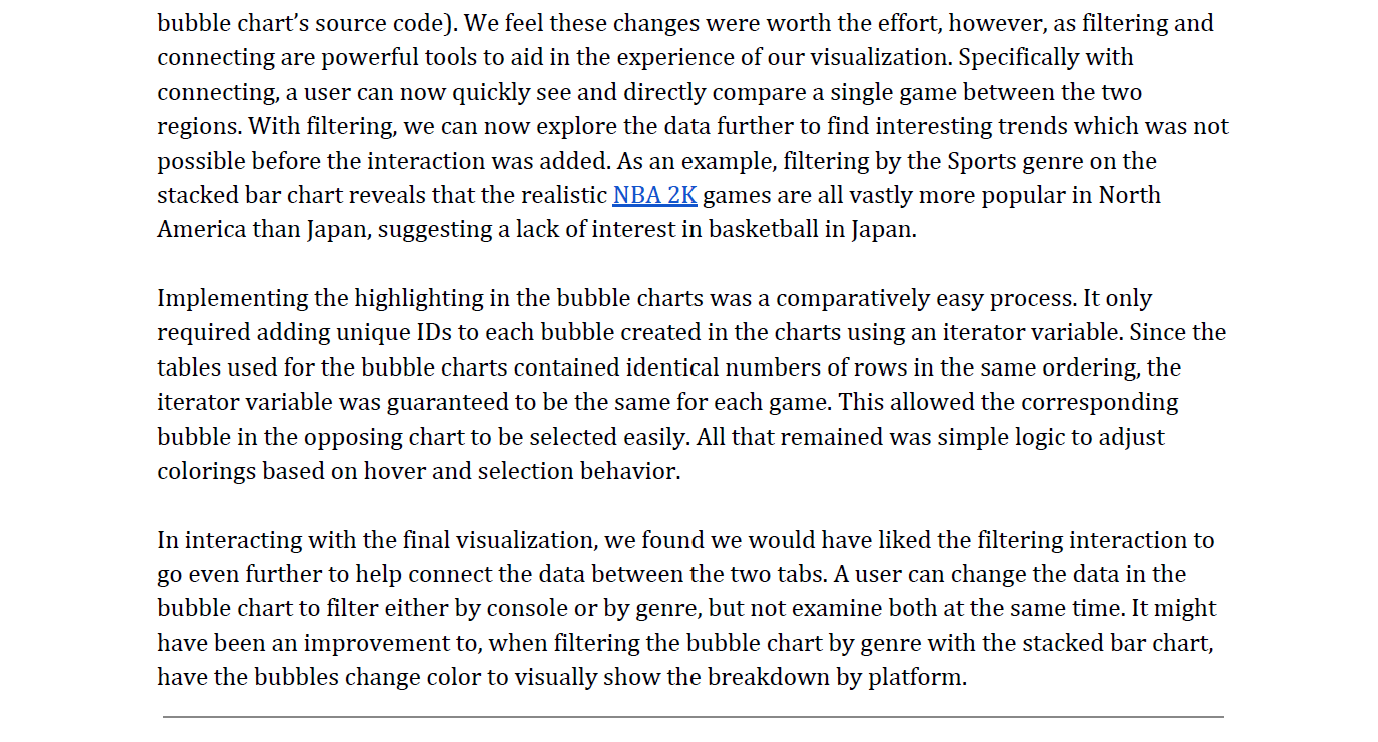 bubble chart’s source code). We feel these changes were worth the effort, however, as filtering and
connecting are powerful tools to aid in the experience of our visualization. Specifically with
connecting, a user can now quickly see and directly compare a single game between the two
regions. With filtering, we can now explore the data further to find interesting trends which was not
possible before the interaction was added. As an example, filtering by the Sports genre on the
stacked bar chart reveals that the realistic NBA 2K games are all vastly more popular in North
America than Japan, suggesting a lack of interest in basketball in Japan.
Implementing the highlighting in the bubble charts was a comparatively easy process. It only
required adding unique IDs to each bubble created in the charts using an iterator variable. Since the
tables used for the bubble charts contained identical numbers of rows in the same ordering, the
iterator variable was guaranteed to be the same for each game. This allowed the corresponding
bubble in the opposing chart to be selected easily. All that remained was simple logic to adjust
colorings based on hover and selection behavior.
In interacting with the final visualization, we found we would have liked the filtering interaction to
go even further to help connect the data between the two tabs. A user can change the data in the
bubble chart to filter either by console or by genre, but not examine both at the same time. It might
have been an improvement to, when filtering the bubble chart by genre with the stacked bar chart,
have the bubbles change color to visually show the breakdown by platform.